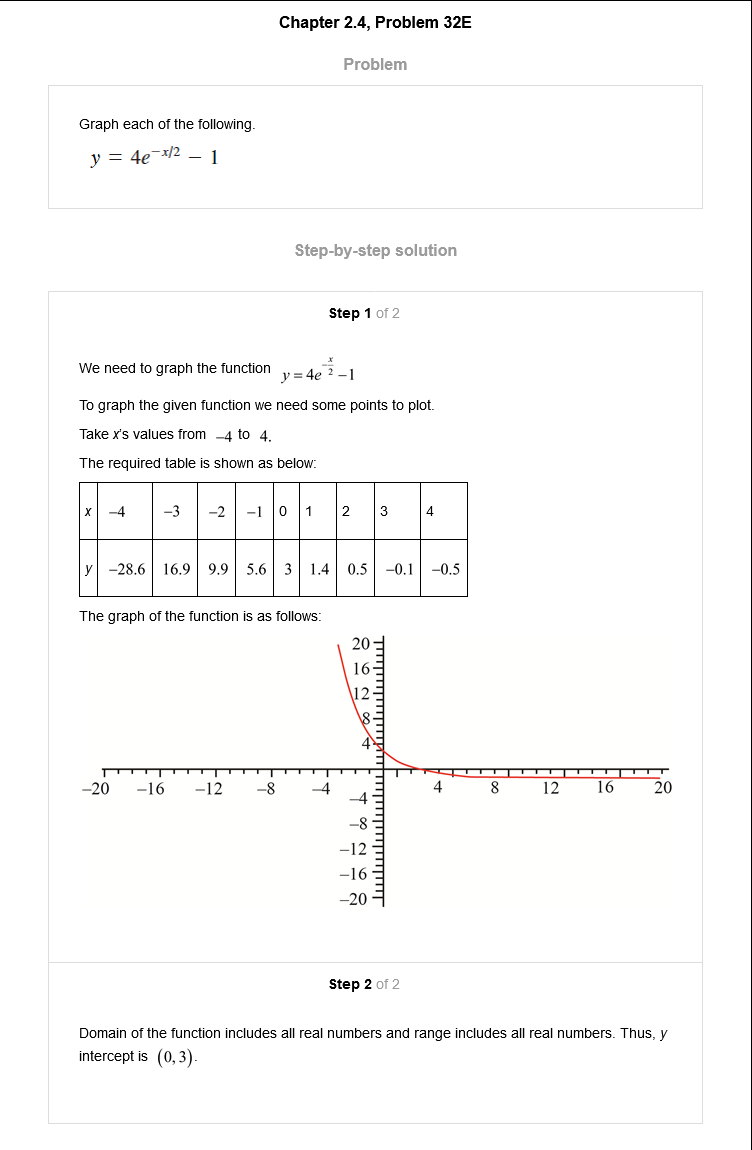 Chapter 2.4, Problem 32E
Problem
Graph each of the following.
y = 4e^{-x/2} − 1
Step-by-step solution
Step 1 of 2
We need to graph the function y = 4e^{-\frac{x}{2}} −1
To graph the given function we need some points to plot.
Take x's values from −4 to 4.
The required table is shown as below:
x −4 −3 −2 −1 0 1 2 3 4
y −28.6 16.9 9.9 5.6 3 1.4 0.5 −0.1 −0.5
The graph of the function is as follows:
20
16
12
8
4
−20 −16 −12 −8 −4 4 8 12 16 20
−4
−8
−12
−16
−20
Step 2 of 2
Domain of the function includes all real numbers and range includes all real numbers. Thus, y
intercept is (0,3).